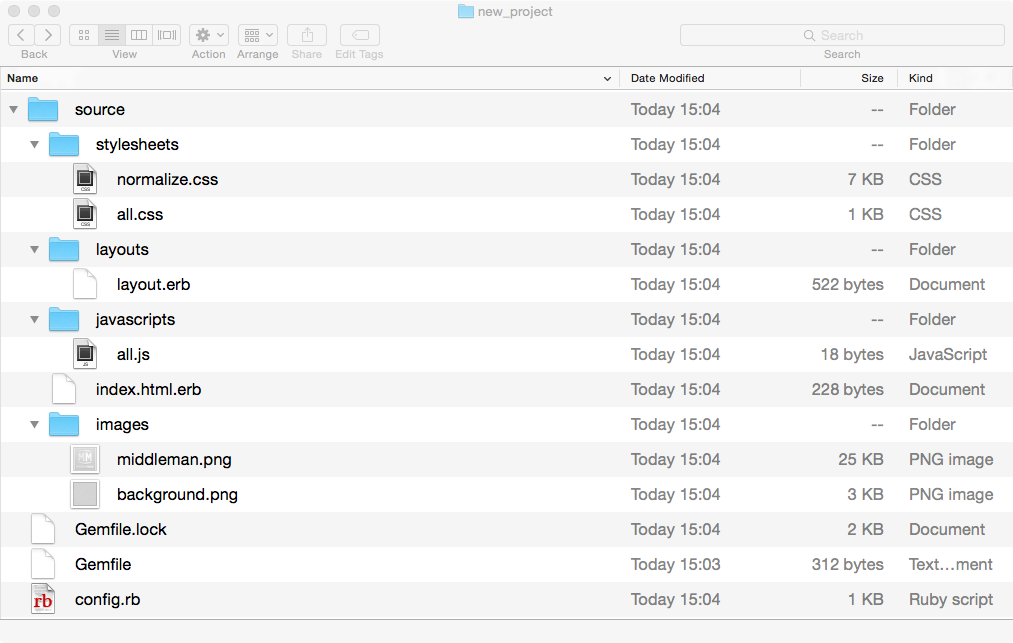 new_project
Back View Action Arrange Share Edit Tags Search Search
Name Date Modified Size Kind
source Today 15:04 -- Folder
stylesheets Today 15:04 -- Folder
normalize.css Today 15:04 7 KB CSS
all.css Today 15:04 1 KB CSS
layouts Today 15:04 -- Folder
layout.erb Today 15:04 522 bytes Document
javascripts Today 15:04 -- Folder
all.js Today 15:04 18 bytes JavaScript
index.html.erb Today 15:04 228 bytes Document
images Today 15:04 -- Folder
middleman.png Today 15:04 25 KB PNG image
background.png Today 15:04 3 KB PNG image
Gemfile.lock Today 15:04 2 KB Document
Gemfile Today 15:03 312 bytes Text…ment
rb config.rb Today 15:04 1 KB Ruby script